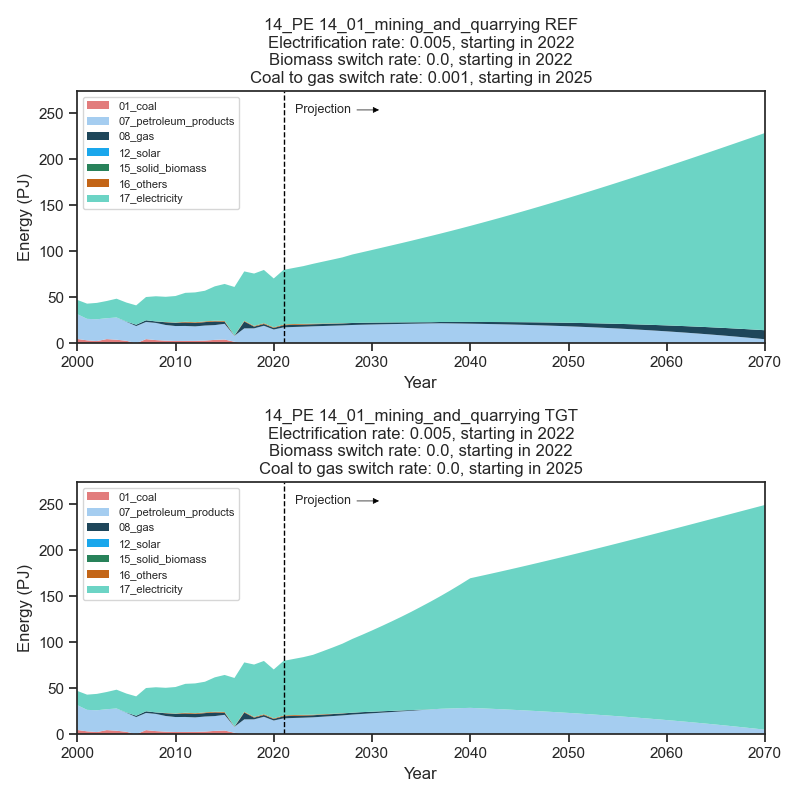 14_PE 14_01_mining_and_quarrying REF
Electrification rate: 0.005, starting in 2022
Biomass switch rate: 0.0, starting in 2022
Coal to gas switch rate: 0.001, starting in 2025
Projection
01_coal
07_petroleum_products
08_gas
12_solar
15_solid_biomass
16_others
17_electricity
250
200
150
100
50
0
Energy (PJ)
2000 2010 2020 2030 2040 2050 2060 2070
Year
14_PE 14_01_mining_and_quarrying TGT
Electrification rate: 0.005, starting in 2022
Biomass switch rate: 0.0, starting in 2022
Coal to gas switch rate: 0.0, starting in 2025
Projection
01_coal
07_petroleum_products
08_gas
12_solar
15_solid_biomass
16_others
17_electricity
250
200
150
100
50
0
Energy (PJ)
2000 2010 2020 2030 2040 2050 2060 2070
Year